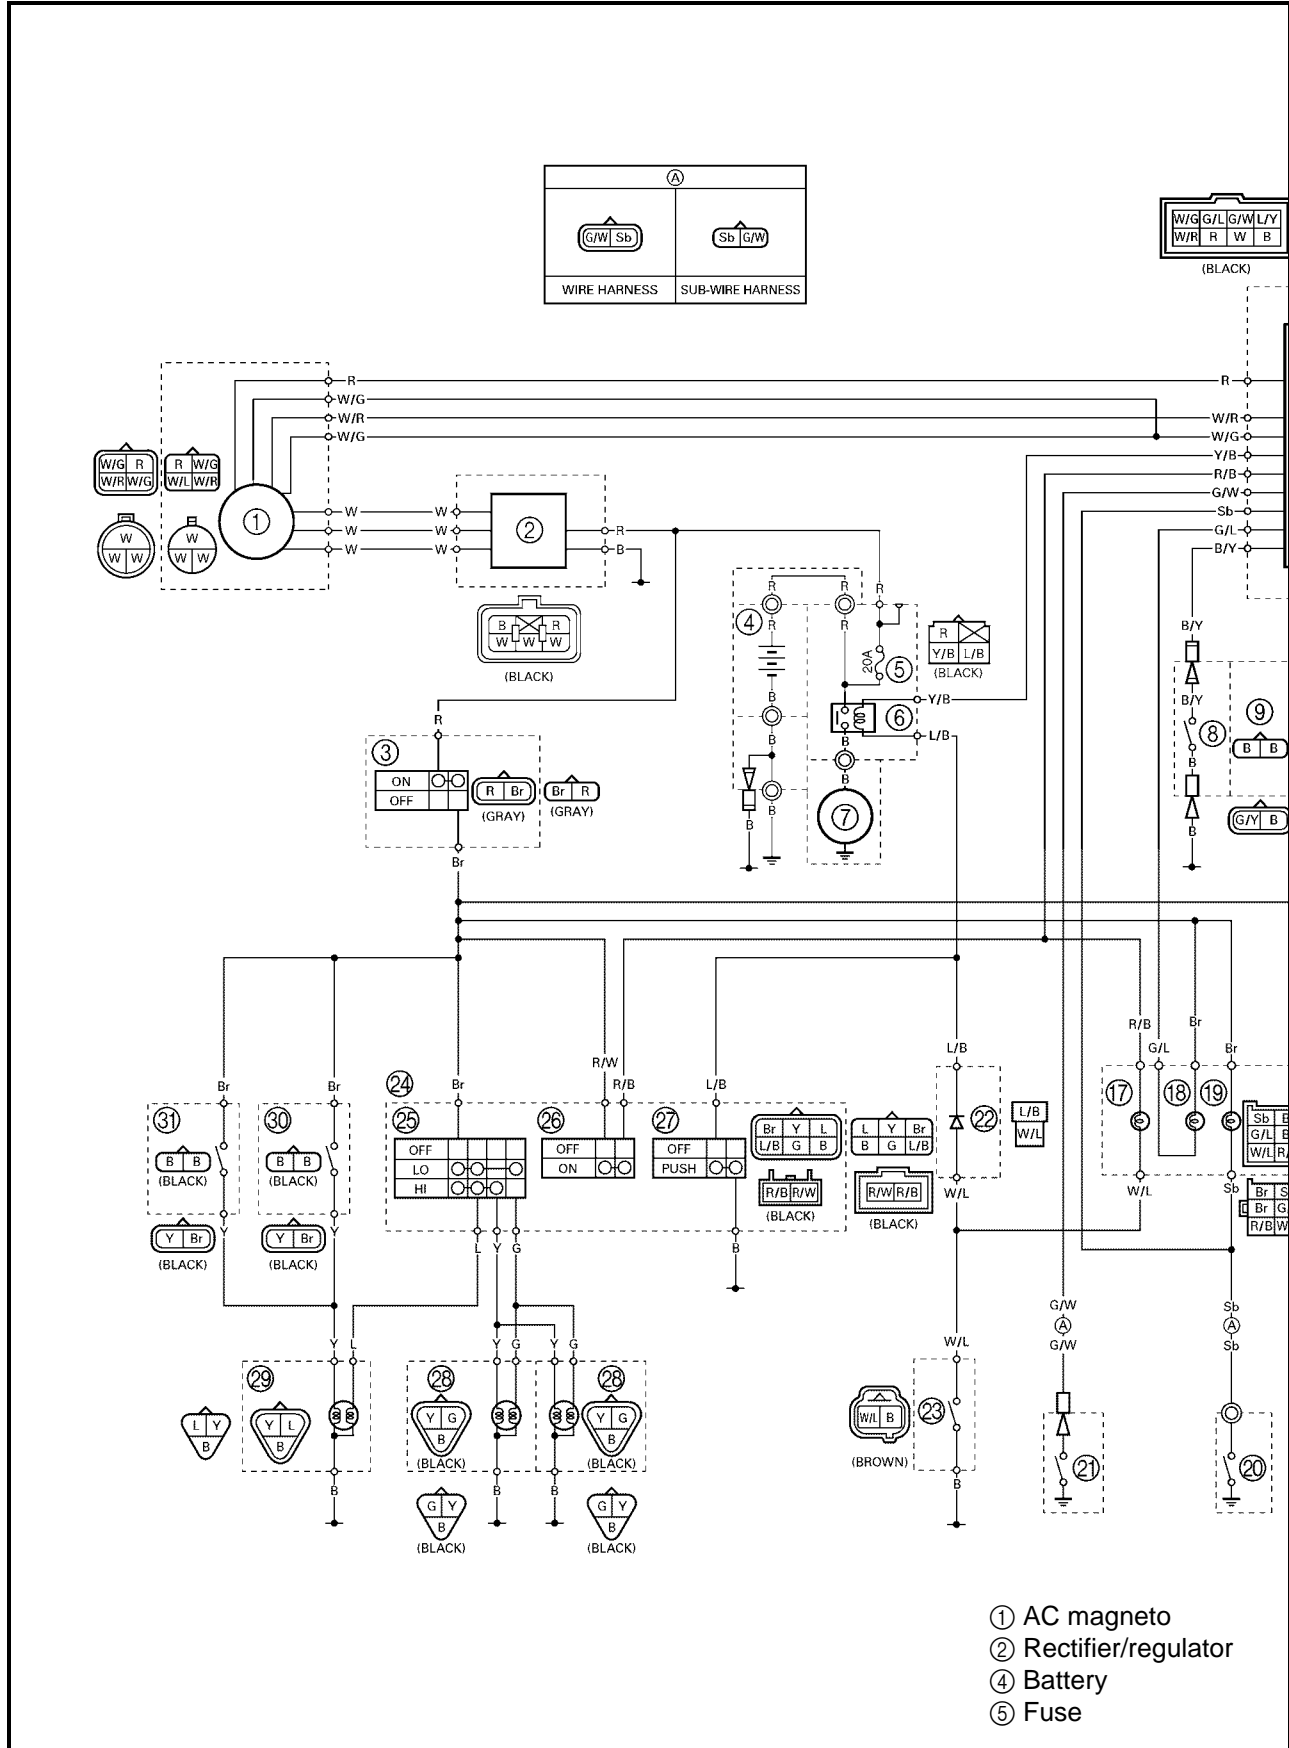 Ⓐ
G/W Sb
Sb G/W
WIRE HARNESS
SUB-WIRE HARNESS
W/G G/L G/W L/Y
W/R R W B
(BLACK)
R
W/G
W/R
W/G
R
W/R
W/G
Y/B
R/B
G/W
Sb
G/L
B/Y
W/G R
W/R W/G
R W/G
W/L W/R
①
W
W W
W
W W
W W
W W
W W
②
R
B
B R
W W W
(BLACK)
R R R
④
R R
20A
⑤
R
Y/B L/B
(BLACK)
B
Y/B
⑥
L/B
B B
B
B
B
⑦
B/Y
B/Y
⑧
B
B
⑨
B B
G/Y B
R
③
ON
OFF
R Br
(GRAY)
Br R
(GRAY)
Br
R/B
G/L
Br
Br
L/B
R/W
R/B
L/B
Br
Br
Br
㉛
B B
(BLACK)
Y
Y Br
(BLACK)
㉚
B B
(BLACK)
Y
Y Br
(BLACK)
㉔
㉕
OFF
LO
HI
L Y G
㉖
OFF
ON
㉗
OFF
PUSH
B
Br Y L
L/B G B
R/B R/W
(BLACK)
L Y Br
B G L/B
R/W R/B
(BLACK)
㉒
L/B
W/L
W/L
⑰
⑱
⑲
W/L
Sb
Sb B
G/L B
W/L R/
Br S
Br G
R/B W
Y L
㉙
L Y
B
Y L
B
B
Y G Y G
㉘
Y G
B
(BLACK)
㉘
Y G
B
(BLACK)
B B
G Y
B
(BLACK)
G Y
B
(BLACK)
W/L
㉓
W/L B
(BROWN)
B
G/W
Ⓐ
G/W
㉑
Sb
Ⓐ
Sb
⑳
① AC magneto
② Rectifier/regulator
④ Battery
⑤ Fuse